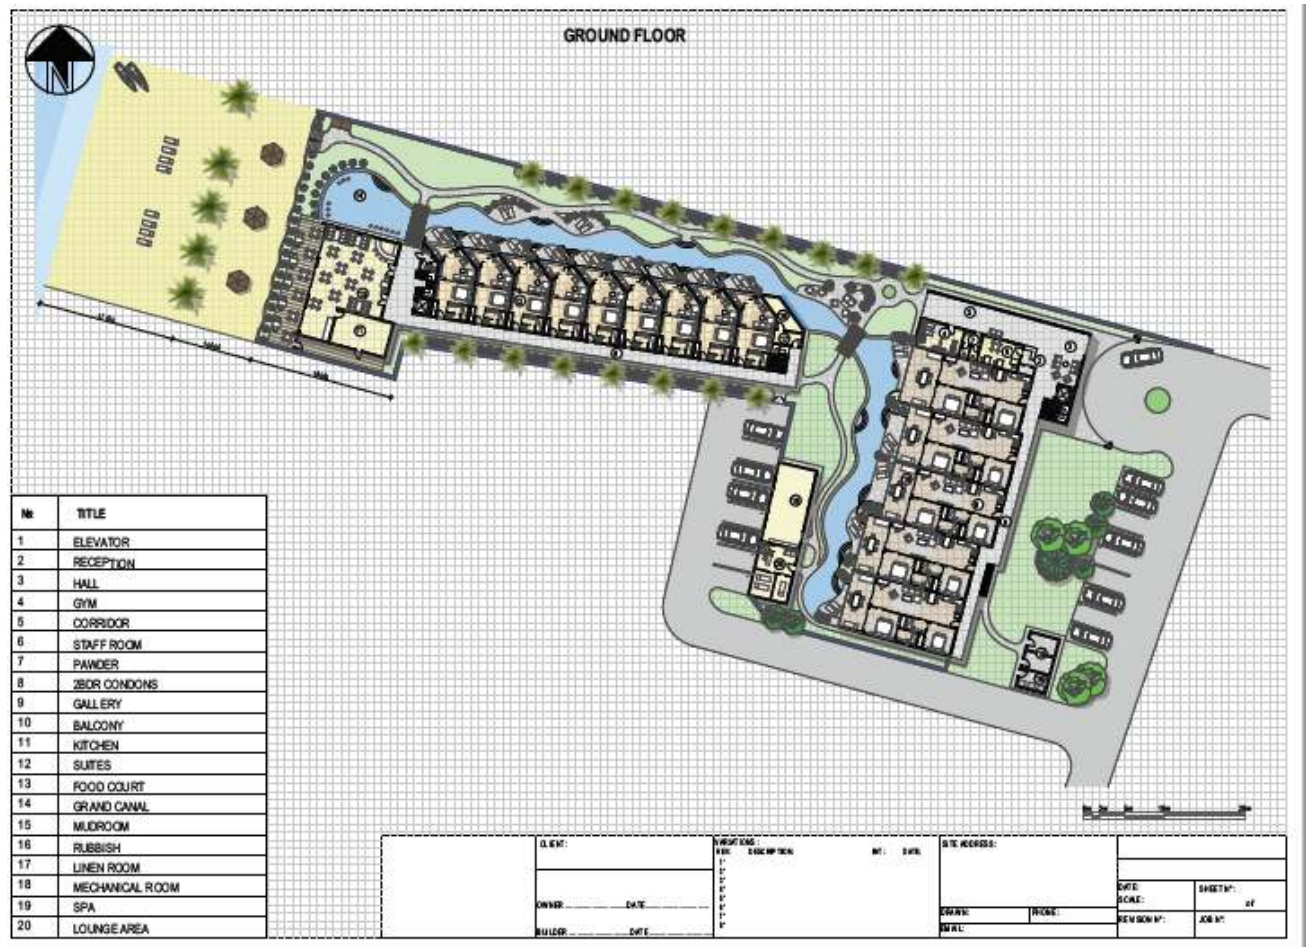 GROUND FLOOR
N
№ TITLE
1 ELEVATOR
2 RECEPTION
3 HALL
4 GYM
5 CORRIDOR
6 STAFF ROOM
7 PAWDER
8 2BDR CONDONS
9 GALLERY
10 BALCONY
11 KITCHEN
12 SUITES
13 FOOD COURT
14 GRAND CANAL
15 MUDROOM
16 RUBBISH
17 LINEN ROOM
18 MECHANICAL ROOM
19 SPA
20 LOUNGE AREA
CLIENT:
OWNER DATE
BUILDER DATE
VARIATIONS:
DESCRIPTION INT: DATE:
SITE ADDRESS:
DRAWN: PHONE:
EMAIL:
DATE: SHEET Nº:
SCALE: of
REVISION Nº: JOB Nº: